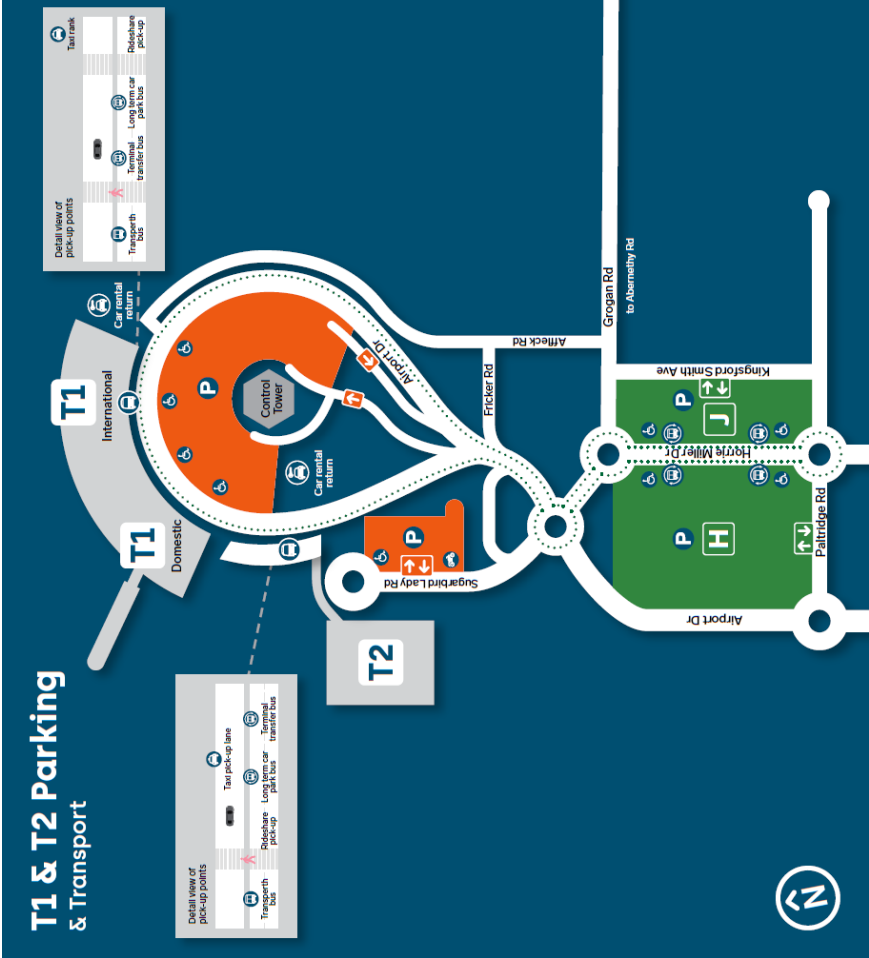 T1 & T2 Parking
& Transport
Detail view of
pick-up points
Transperth
bus
Rideshare
pick-up
Long term car
park bus
Terminal
transfer bus
Taxi pick-up lane
Detail view of
pick-up points
Transperth
bus
Terminal
transfer bus
Long term car
park bus
Rideshare
pick-up
Taxi rank
T1
Domestic
T1
International
T2
Car rental
return
Car rental
return
P
Control
Tower
Airport Dr
P
Sugarbird Lady Rd
Fricker Rd
Affleck Rd
Grogan Rd
to Abernethy Rd
Kingsford Smith Ave
P
J
Horrie Miller Dr
P
H
Paltridge Rd
Airport Dr
N